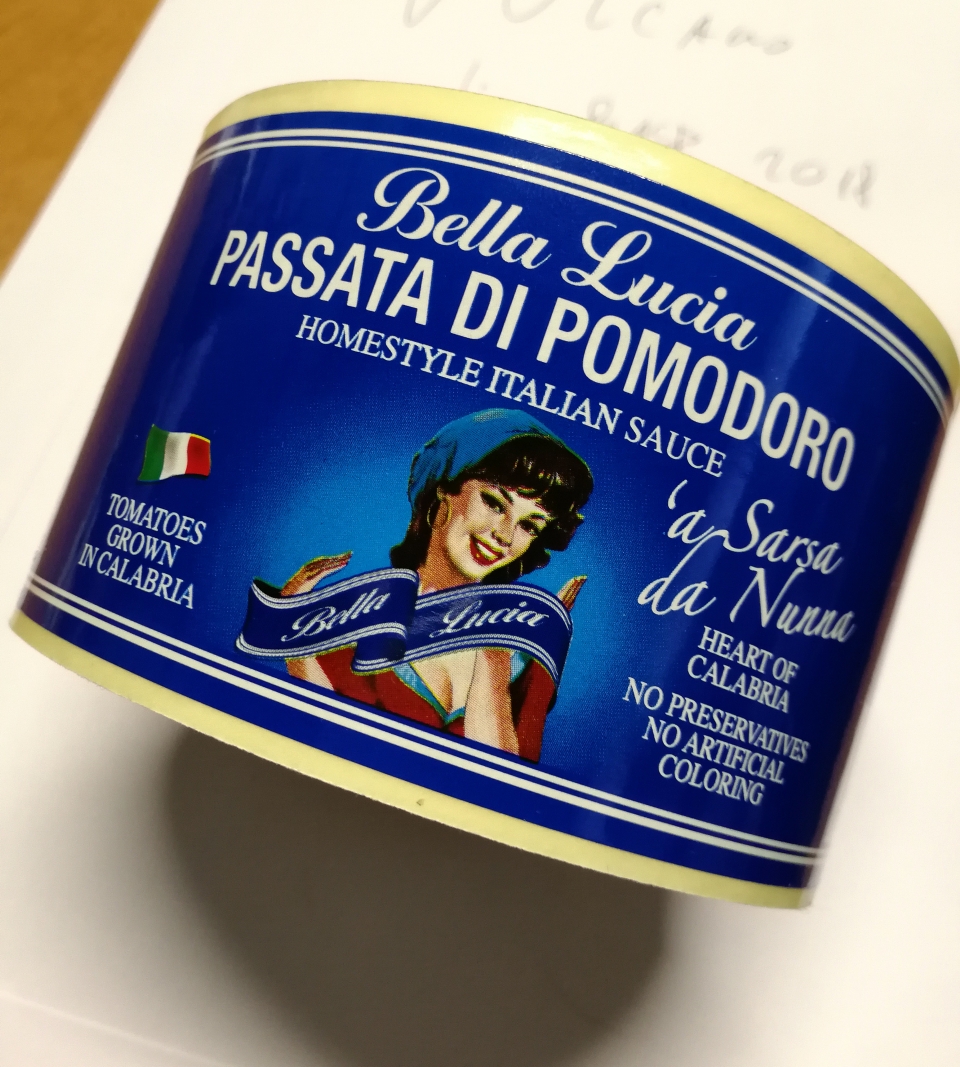 Bella Lucia
PASSATA DI POMODORO
HOMESTYLE ITALIAN SAUCE
TOMATOES
GROWN
IN CALABRIA
Bella Lucia
'a Sarsa
da Nunna
HEART OF
CALABRIA
NO PRESERVATIVES
NO ARTIFICIAL
COLORING